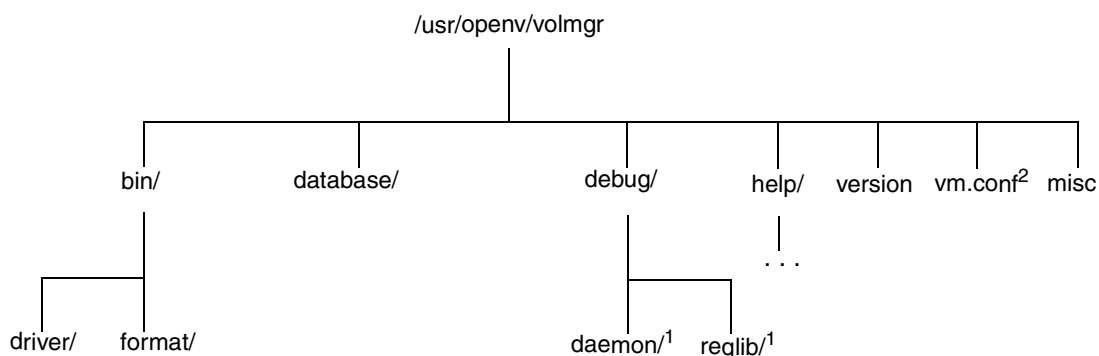 /usr/openv/volmgr
bin/ database/ debug/ help/ version vm.conf2 misc
. . .
driver/ format/ daemon/1 reqlib/1